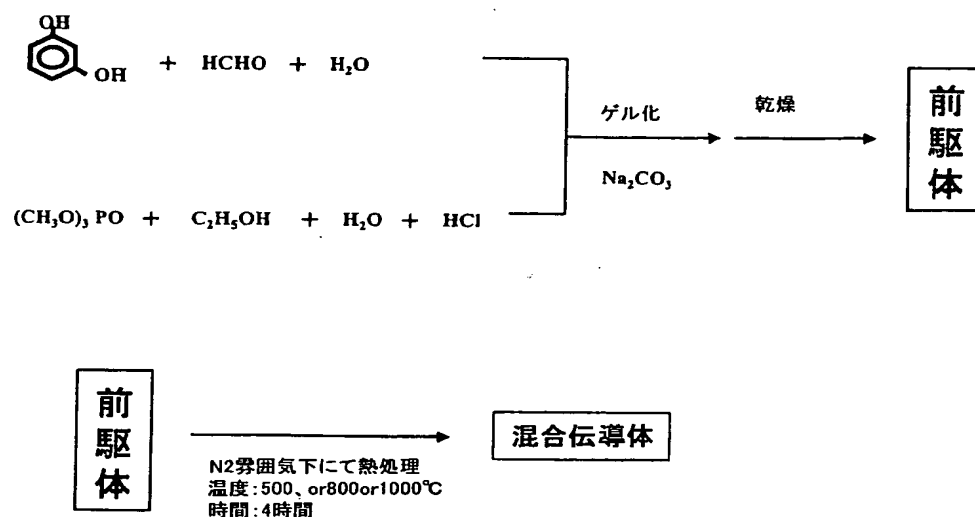 OH
OH + HCHO + H₂O
ゲル化
乾燥
Na₂CO₃
(CH₃O)₃ PO + C₂H₅OH + H₂O + HCl
前駆体
前駆体
N2雰囲気下にて熱処理
温度:500、or800or1000℃
時間:4時間
混合伝導体